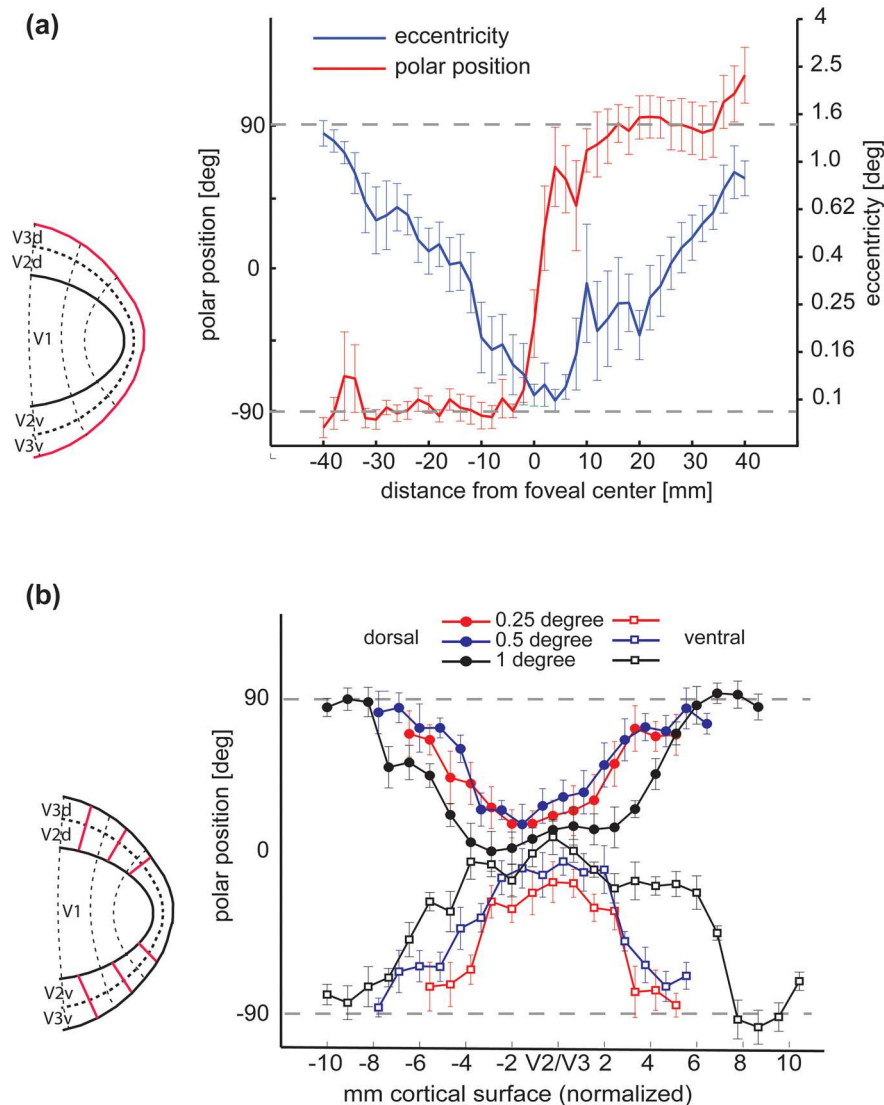 (a)
eccentricity
polar position
V3d
V2d
V1
V2v
V3v
polar position [deg]
90
0
-90
4
2.5
1.6
1.0
0.62
0.4
0.25
0.16
0.1
eccentricty [deg]
-40 -30 -20 -10 0 10 20 30 40
distance from foveal center [mm]
(b)
dorsal
0.25 degree
0.5 degree
1 degree
ventral
V3d
V2d
V1
V2v
V3v
polar position [deg]
90
0
-90
-10 -8 -6 -4 -2 V2/V3 2 4 6 8 10
mm cortical surface (normalized)